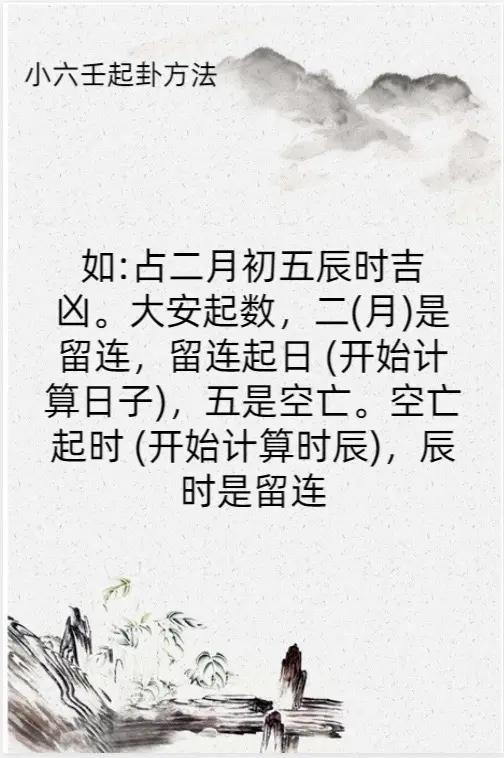 小六壬起卦方法
如:占二月初五辰时吉
凶。大安起数，二(月)是
留连，留连起日 (开始计
算日子)，五是空亡。空亡
起时 (开始计算时辰)，辰
时是留连